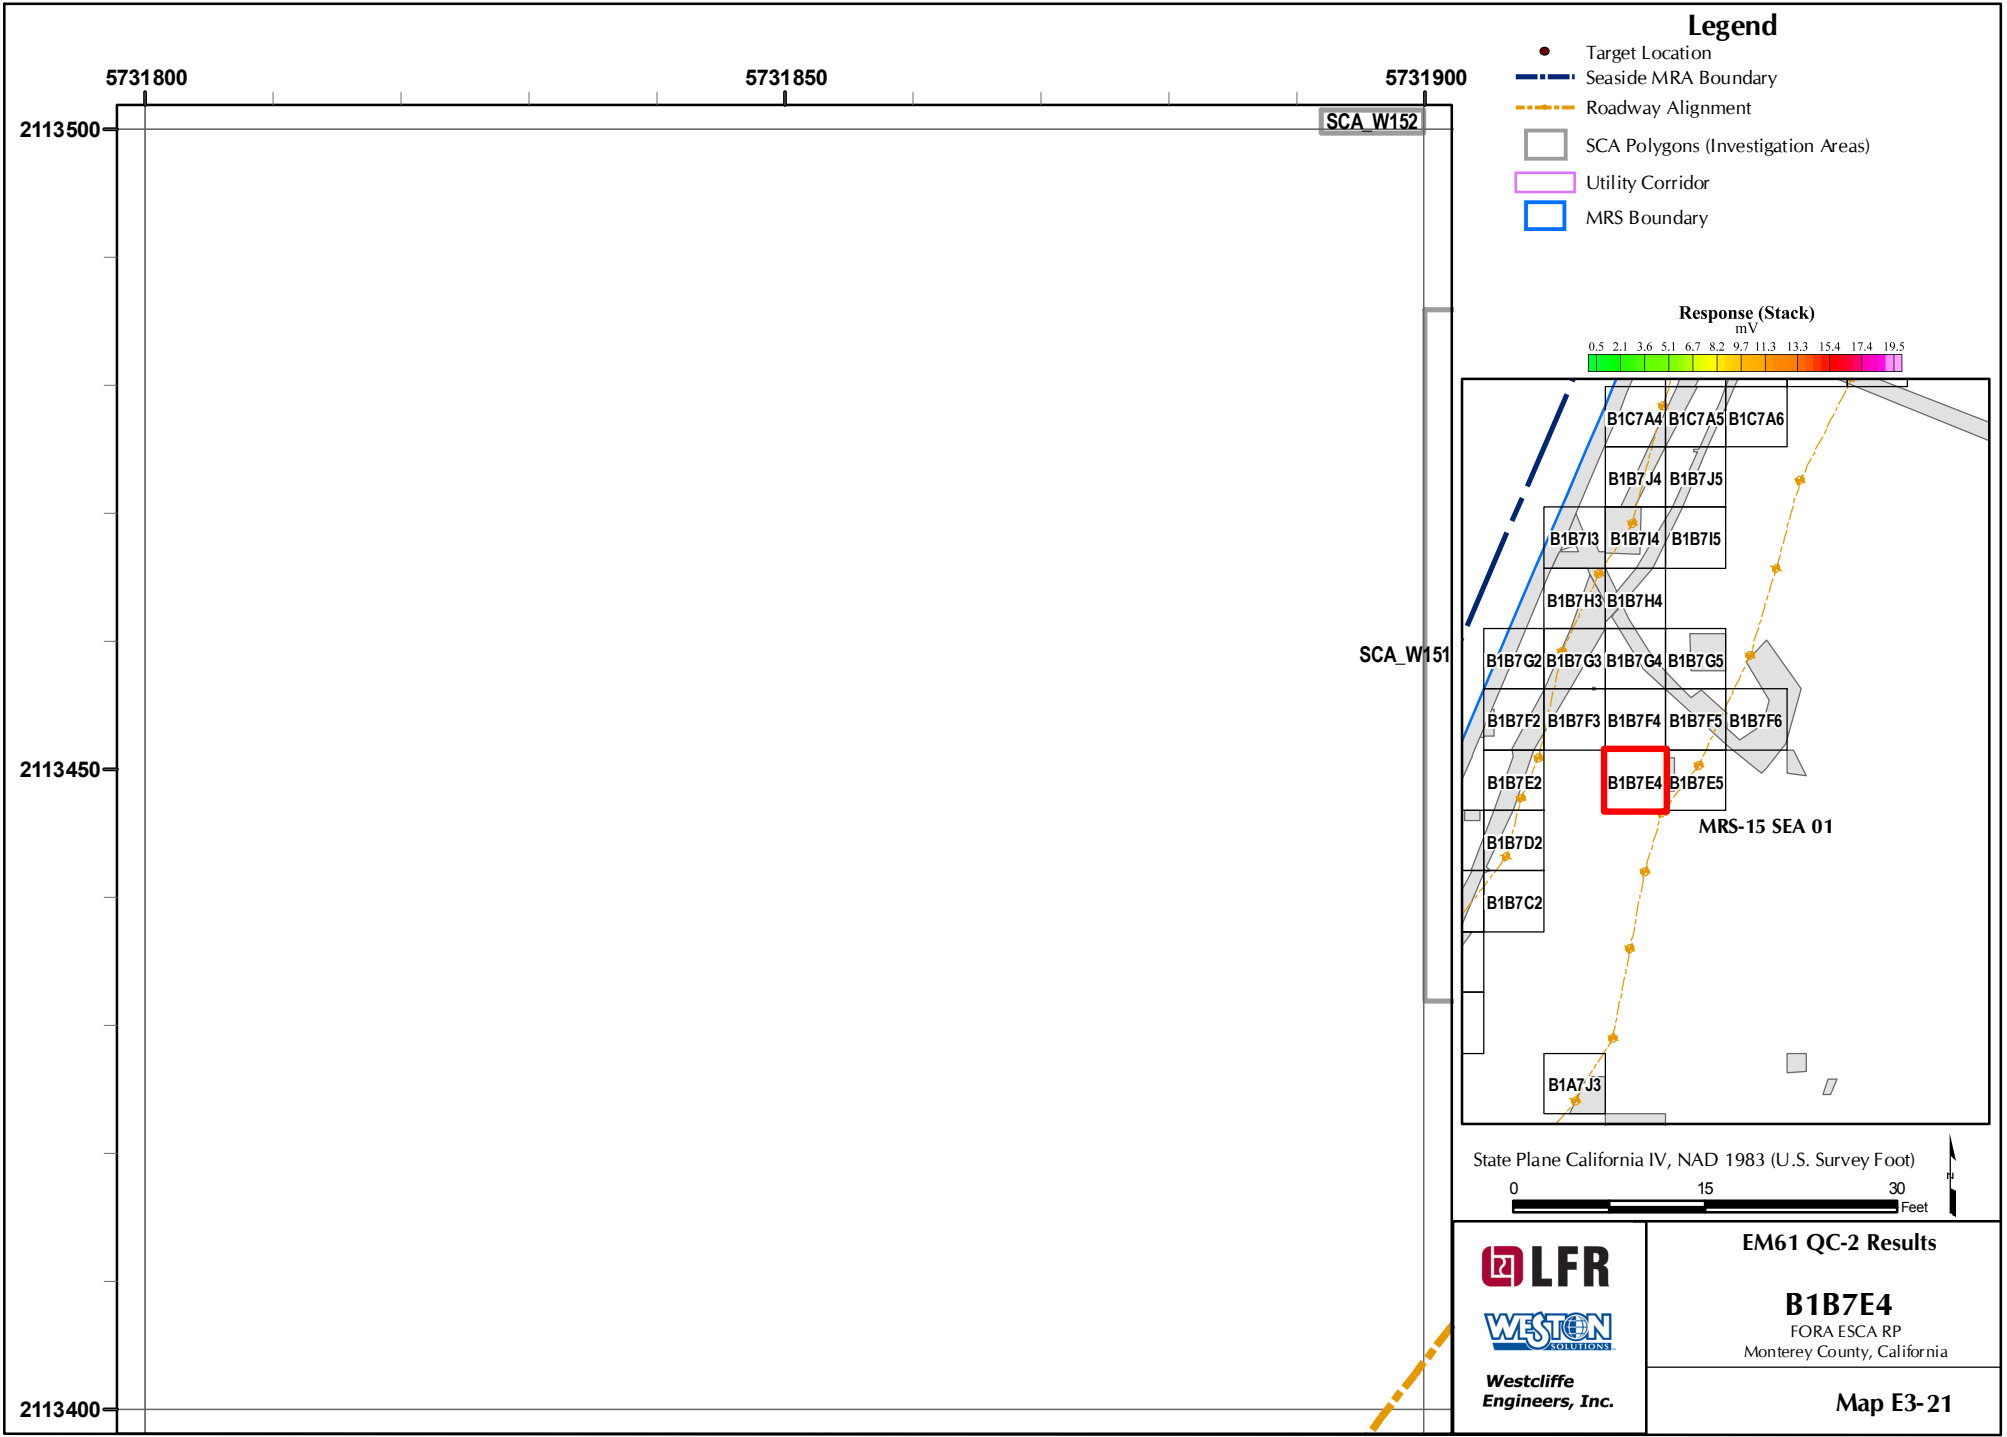 Legend
Target Location
Seaside MRA Boundary
Roadway Alignment
SCA Polygons (Investigation Areas)
Utility Corridor
MRS Boundary
5731800 5731850 5731900
2113500
2113450
2113400
SCA_W152
SCA_W151
Response (Stack)
mV
0.5 2.1 3.6 5.1 6.7 8.2 9.7 11.3 13.3 15.4 17.4 19.5
B1C7A4 B1C7A5 B1C7A6
B1B7J4 B1B7J5
B1B7I3 B1B7I4 B1B7I5
B1B7H3 B1B7H4
B1B7G2 B1B7G3 B1B7G4 B1B7G5
B1B7F2 B1B7F3 B1B7F4 B1B7F5 B1B7F6
B1B7E2 B1B7E4 B1B7E5
MRS-15 SEA 01
B1B7D2
B1B7C2
B1A7J3
State Plane California IV, NAD 1983 (U.S. Survey Foot)
0 15 30
Feet
N
LFR
WESTON
SOLUTIONS
Westcliffe
Engineers, Inc.
EM61 QC-2 Results
B1B7E4
FORA ESCA RP
Monterey County, California
Map E3-21